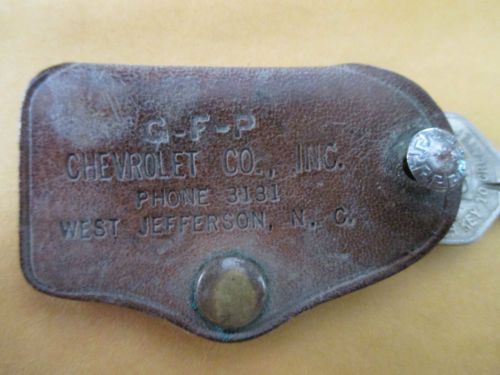 G-F-P
CHEVROLET CO., INC.
PHONE 3131
WEST JEFFERSON, N. C.